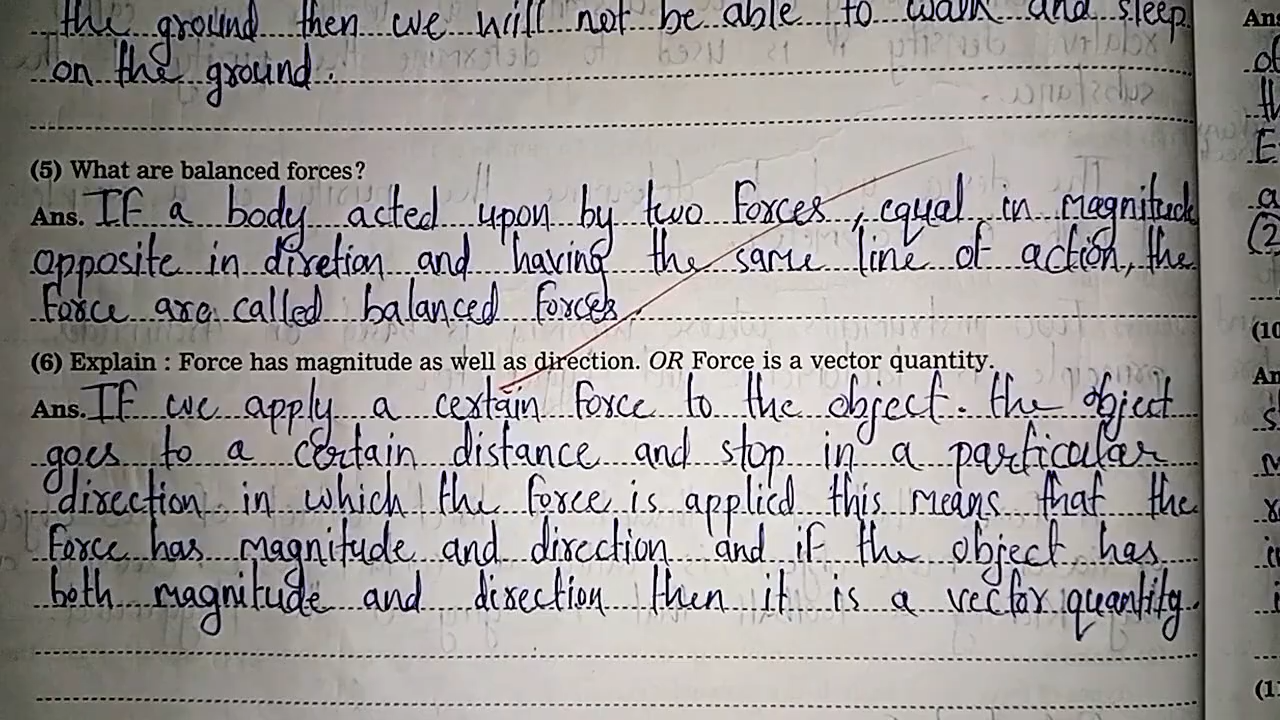 the ground then we will not be able to walk and sleep
on the ground.
(5) What are balanced forces?
Ans. If a body acted upon by two forces, equal in magnitude
opposite in diretion and having the same line of action, the
force are called balanced forces
(6) Explain : Force has magnitude as well as direction. OR Force is a vector quantity.
Ans. If we apply a certain force to the object. the object
goes to a certain distance and stop in a particular
direction in which the force is applied this means that the
force has magnitude and direction and if the object has
both magnitude and direction then it is a vector quantity.